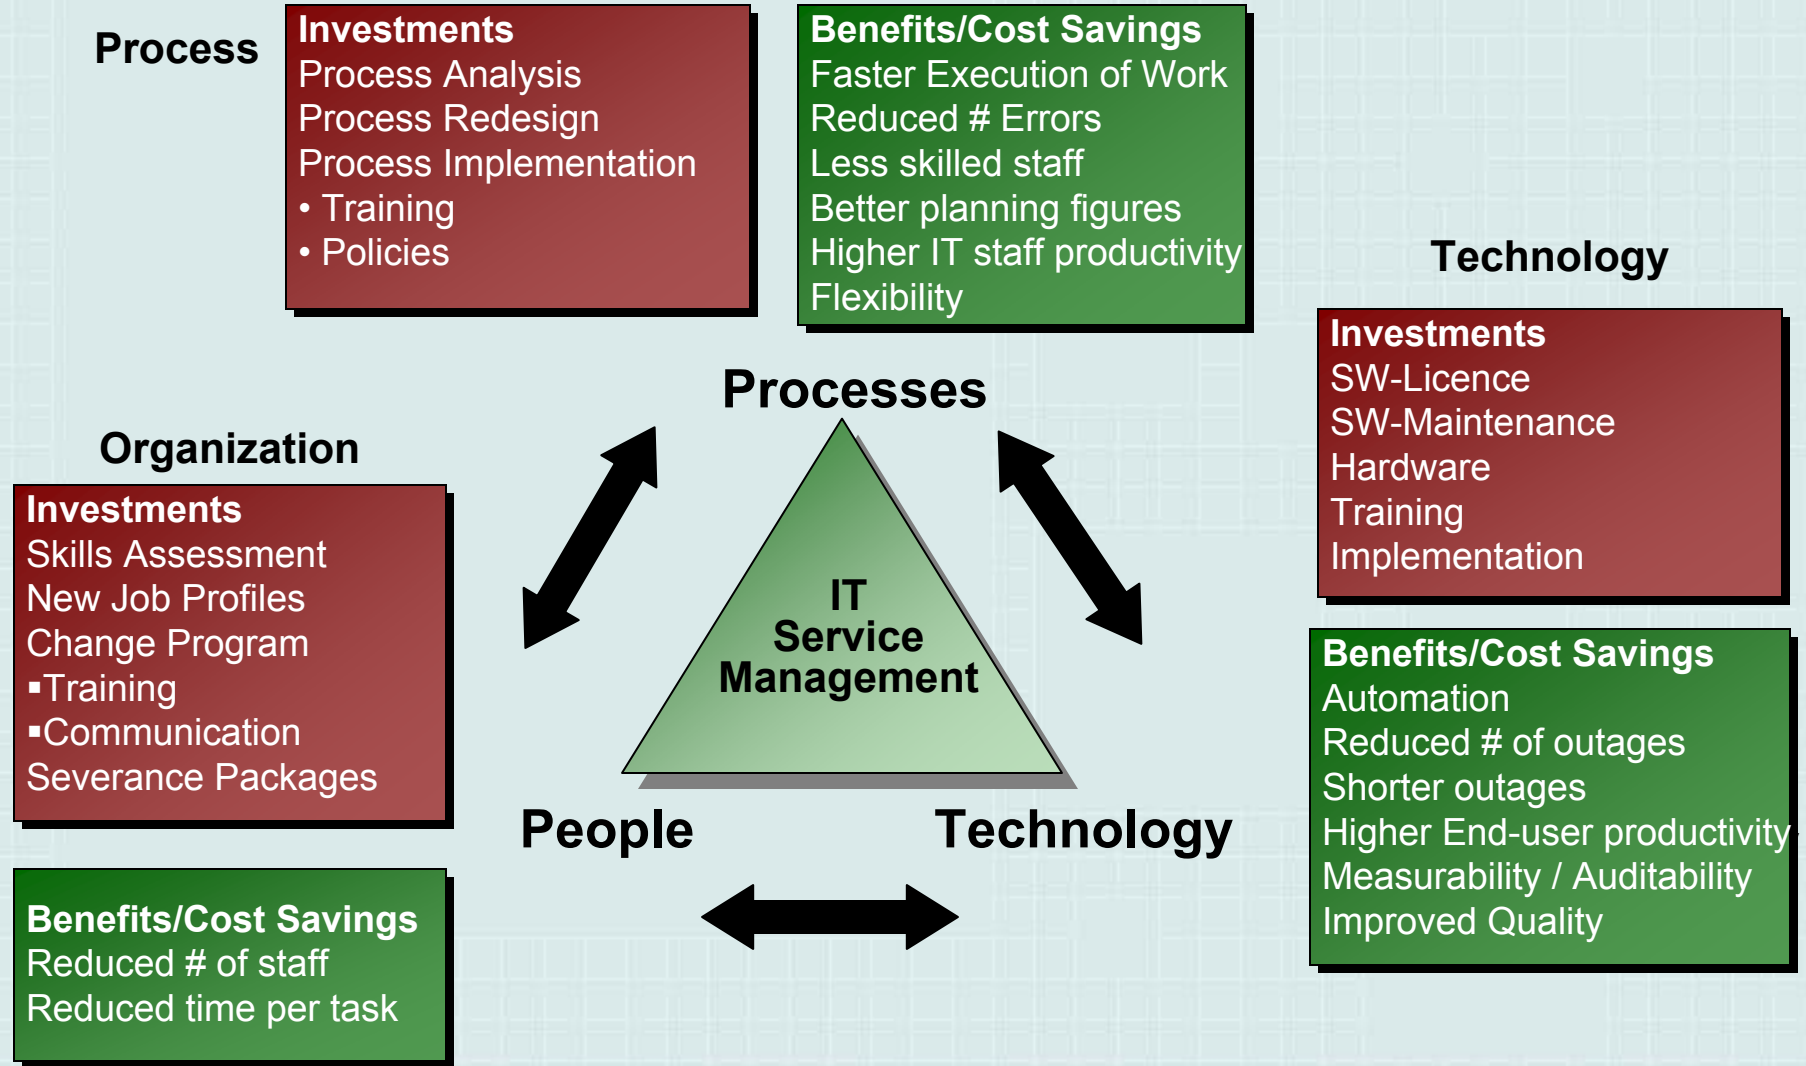 Process
Investments
Process Analysis
Process Redesign
Process Implementation
• Training
• Policies
Benefits/Cost Savings
Faster Execution of Work
Reduced # Errors
Less skilled staff
Better planning figures
Higher IT staff productivity
Flexibility
Technology
Investments
SW-Licence
SW-Maintenance
Hardware
Training
Implementation
Benefits/Cost Savings
Automation
Reduced # of outages
Shorter outages
Higher End-user productivity
Measurability / Auditability
Improved Quality
Organization
Investments
Skills Assessment
New Job Profiles
Change Program
▪Training
▪Communication
Severance Packages
Benefits/Cost Savings
Reduced # of staff
Reduced time per task
Processes
IT
Service
Management
People
Technology